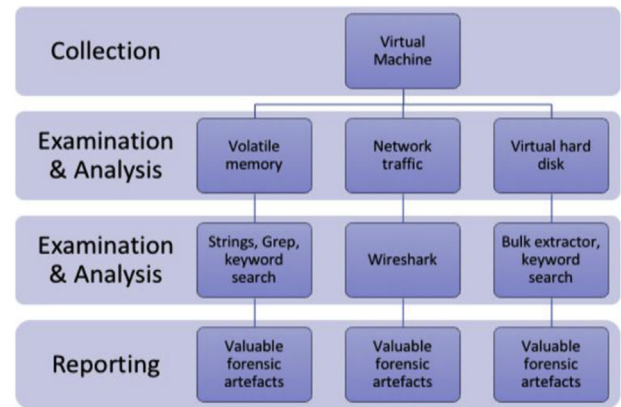 Collection
Virtual
Machine
Examination
& Analysis
Volatile
memory
Network
traffic
Virtual hard
disk
Examination
& Analysis
Strings, Grep,
keyword
search
Wireshark
Bulk extractor,
keyword
search
Reporting
Valuable
forensic
artefacts
Valuable
forensic
artefacts
Valuable
forensic
artefacts